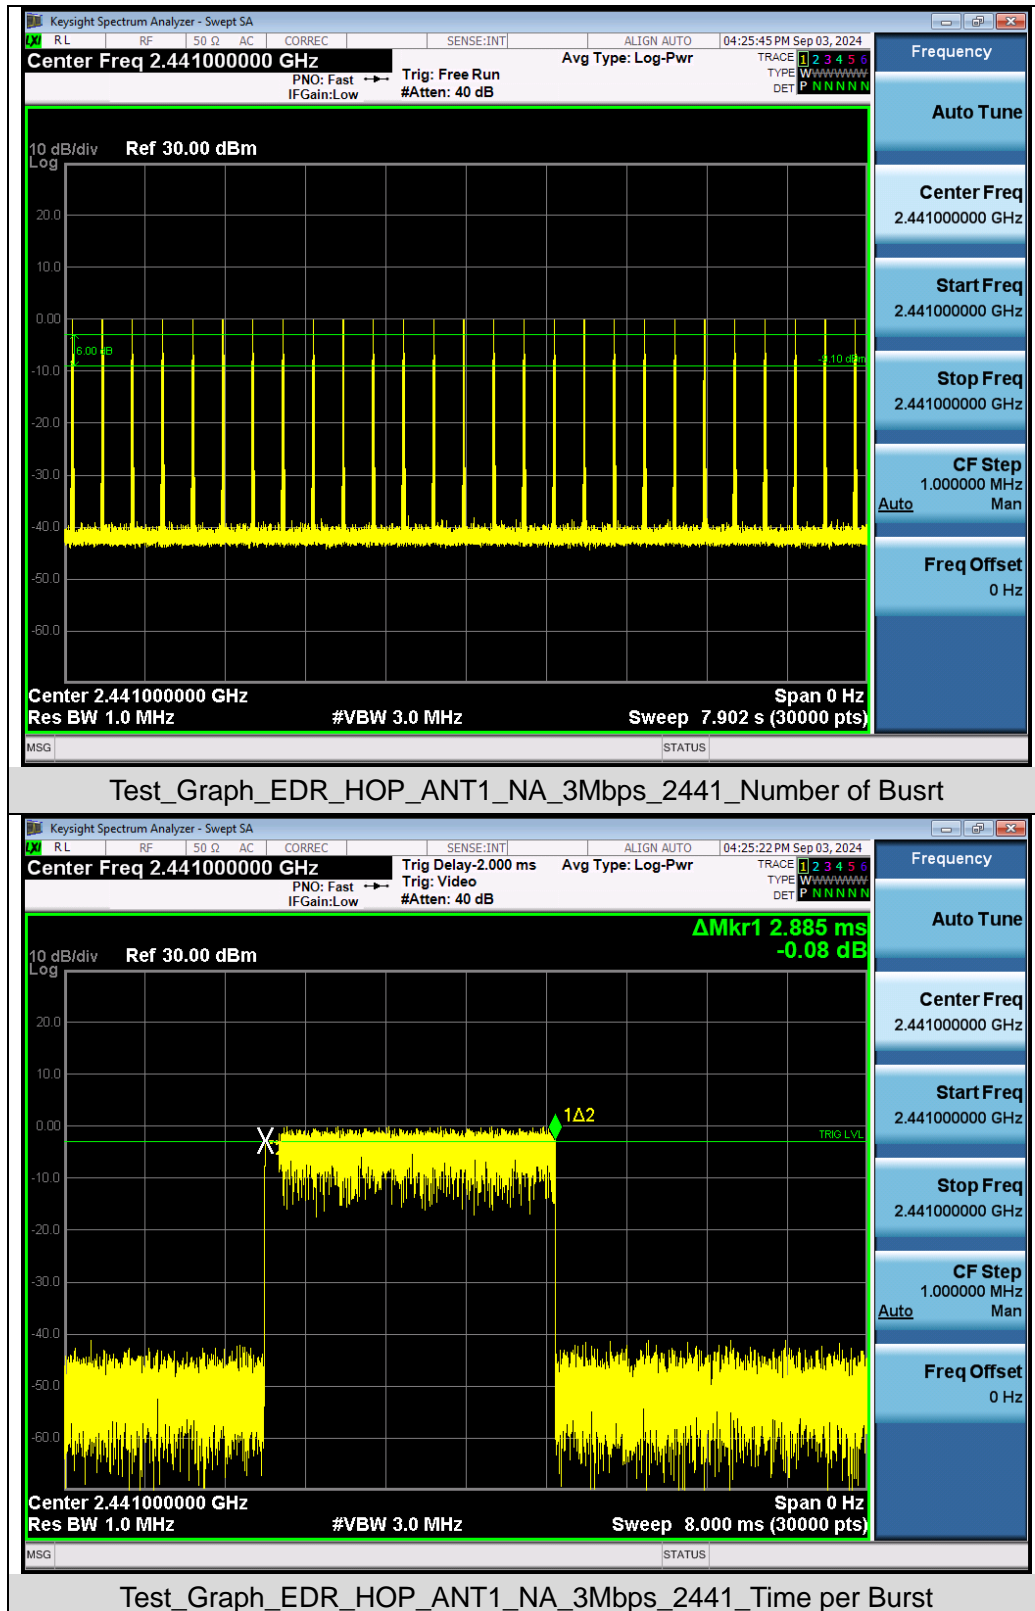 Keysight Spectrum Analyzer - Swept SA
LXI RL RF 50 Ω AC CORREC SENSE:INT ALIGN AUTO 04:25:45 PM Sep 03, 2024
Center Freq 2.441000000 GHz
PNO: Fast
IFGain:Low
Trig: Free Run
#Atten: 40 dB
Avg Type: Log-Pwr
TRACE 1 2 3 4 5 6
TYPE WWWWWW
DET P N N N N N
10 dB/div Ref 30.00 dBm
Log
20.0
10.0
0.00
6.00 dB
-9.10 dBm
-10.0
-20.0
-30.0
-40.0
-50.0
-60.0
Center 2.441000000 GHz Span 0 Hz
Res BW 1.0 MHz #VBW 3.0 MHz Sweep 7.902 s (30000 pts)
MSG STATUS
Frequency
Auto Tune
Center Freq
2.441000000 GHz
Start Freq
2.441000000 GHz
Stop Freq
2.441000000 GHz
CF Step
1.000000 MHz
Auto Man
Freq Offset
0 Hz
Test_Graph_EDR_HOP_ANT1_NA_3Mbps_2441_Number of Busrt
Keysight Spectrum Analyzer - Swept SA
LXI RL RF 50 Ω AC CORREC SENSE:INT ALIGN AUTO 04:25:22 PM Sep 03, 2024
Center Freq 2.441000000 GHz
PNO: Fast
IFGain:Low
Trig Delay-2.000 ms
Trig: Video
#Atten: 40 dB
Avg Type: Log-Pwr
TRACE 1 2 3 4 5 6
TYPE WWWWWW
DET P N N N N N
ΔMkr1 2.885 ms
-0.08 dB
10 dB/div Ref 30.00 dBm
Log
20.0
10.0
0.00
1Δ2
TRIG LVL
-10.0
-20.0
-30.0
-40.0
-50.0
-60.0
Center 2.441000000 GHz Span 0 Hz
Res BW 1.0 MHz #VBW 3.0 MHz Sweep 8.000 ms (30000 pts)
MSG STATUS
Frequency
Auto Tune
Center Freq
2.441000000 GHz
Start Freq
2.441000000 GHz
Stop Freq
2.441000000 GHz
CF Step
1.000000 MHz
Auto Man
Freq Offset
0 Hz
Test_Graph_EDR_HOP_ANT1_NA_3Mbps_2441_Time per Burst